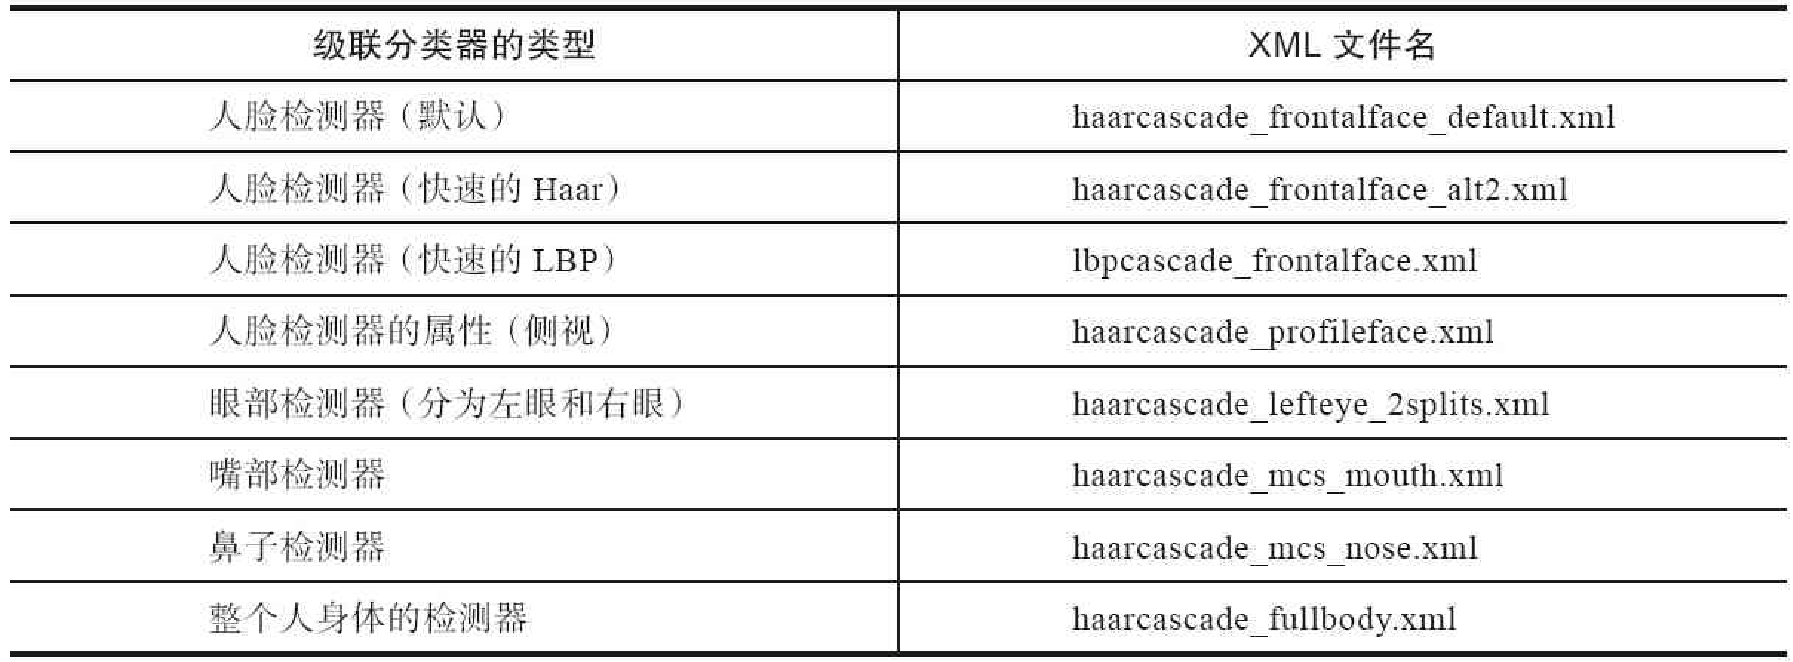 级联分类器的类型 XML 文件名
人脸检测器（默认） haarcascade_frontalface_default.xml
人脸检测器（快速的 Haar） haarcascade_frontalface_alt2.xml
人脸检测器（快速的 LBP） lbpcascade_frontalface.xml
人脸检测器的属性（侧视） haarcascade_profileface.xml
眼部检测器（分为左眼和右眼） haarcascade_lefteye_2splits.xml
嘴部检测器 haarcascade_mcs_mouth.xml
鼻子检测器 haarcascade_mcs_nose.xml
整个人身体的检测器 haarcascade_fullbody.xml